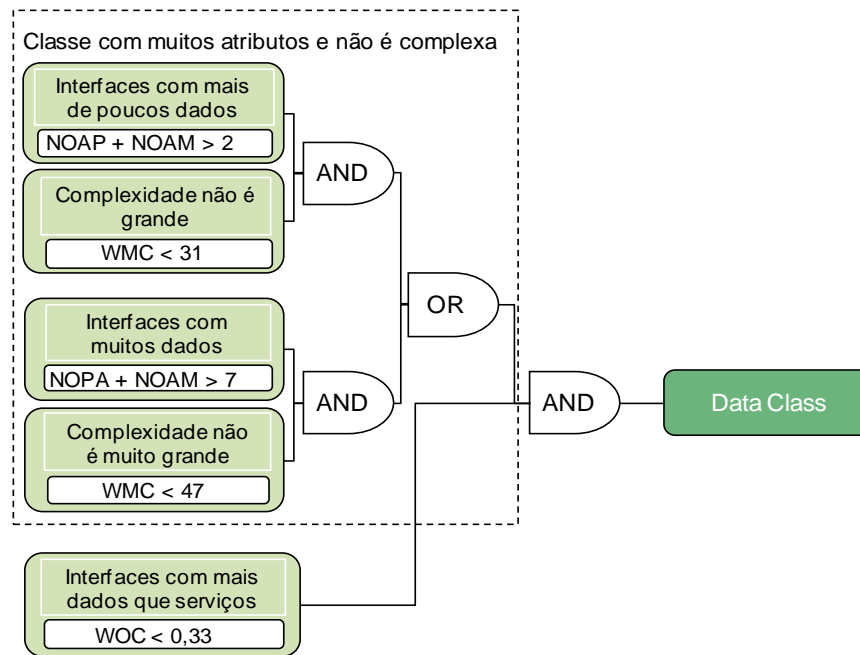 Classe com muitos atributos e não é complexa
Interfaces com mais
de poucos dados
NOAP + NOAM > 2
AND
Complexidade não é
grande
WMC < 31
OR
Interfaces com
muitos dados
NOPA + NOAM > 7
AND
Complexidade não
é muito grande
WMC < 47
AND
Data Class
Interfaces com mais
dados que serviços
WOC < 0,33